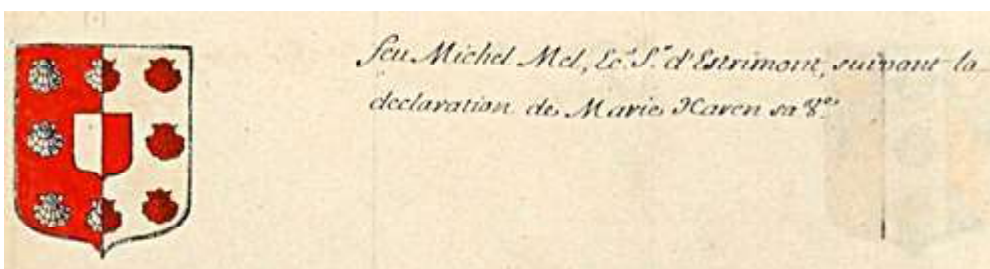 feu Michel Mel, Ec.r S.r d'Estrimont, suivant la
declaration de Marie Haren sa v.e